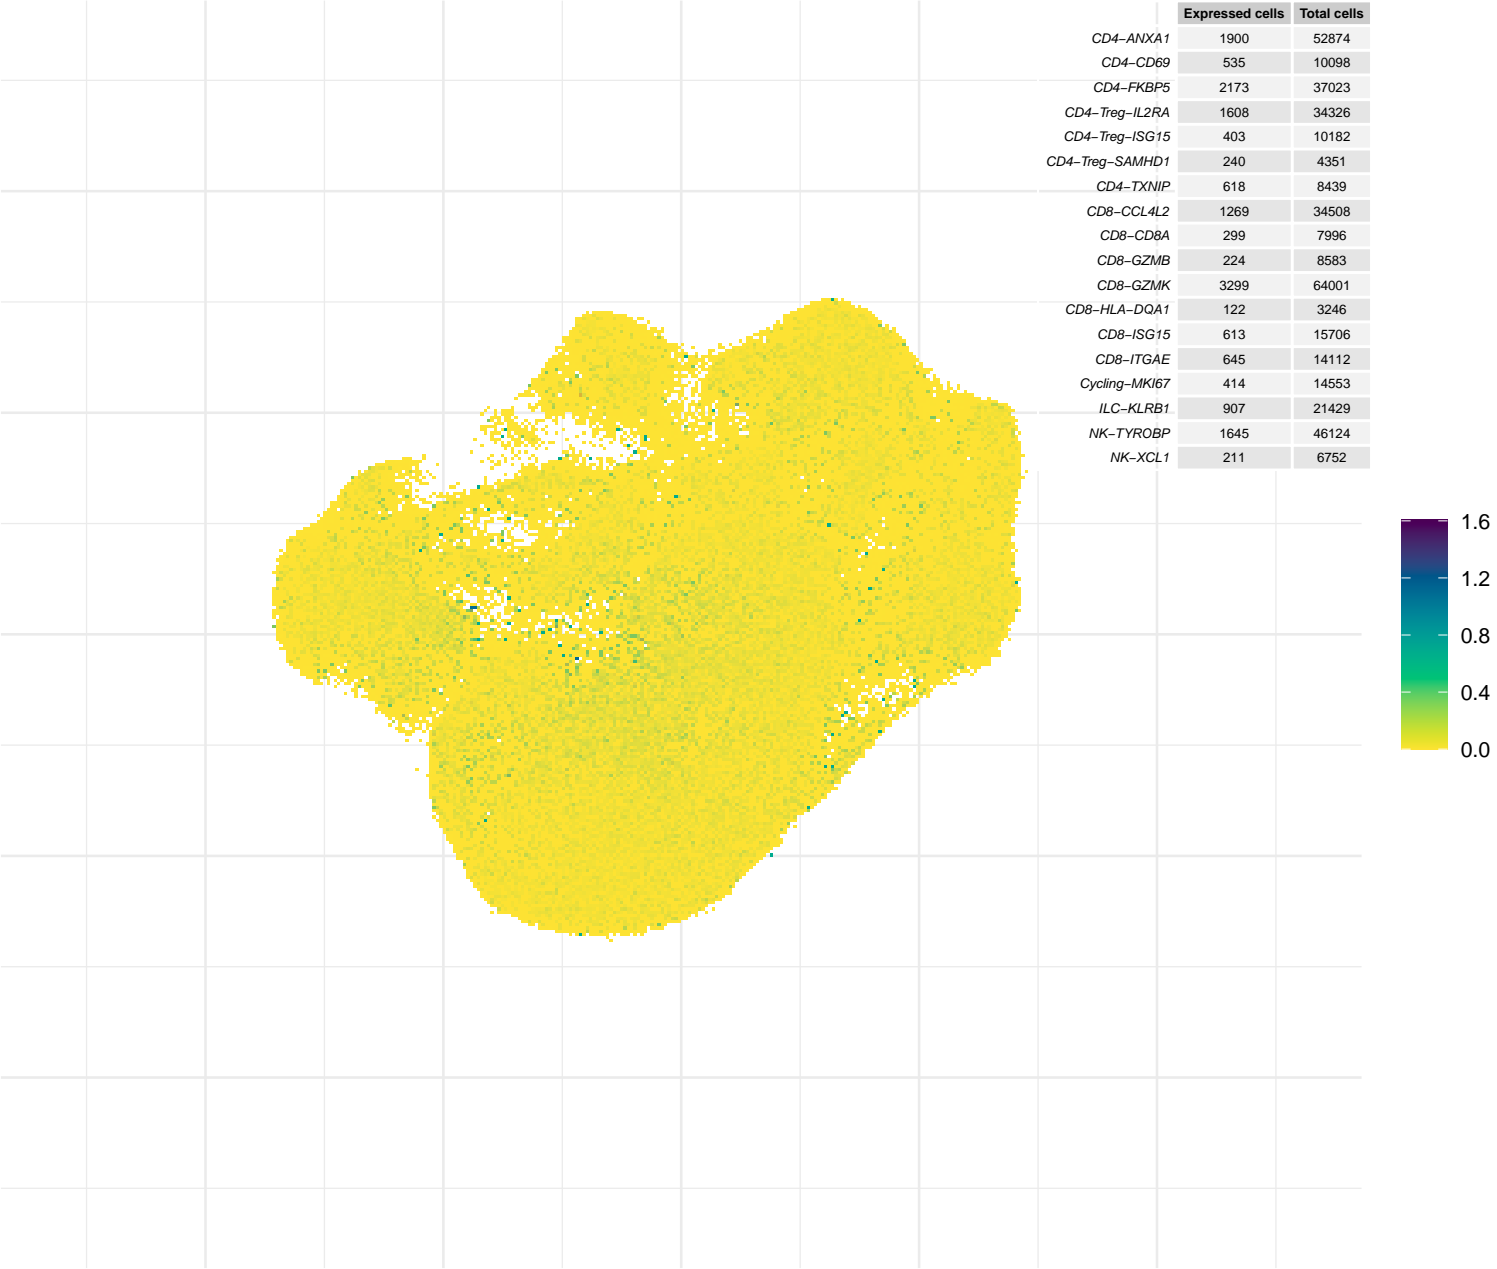 Expressed cells Total cells
CD4−ANXA1 1900 52874
CD4−CD69 535 10098
CD4−FKBP5 2173 37023
CD4−Treg−IL2RA 1608 34326
CD4−Treg−ISG15 403 10182
CD4−Treg−SAMHD1 240 4351
CD4−TXNIP 618 8439
CD8−CCL4L2 1269 34508
CD8−CD8A 299 7996
CD8−GZMB 224 8583
CD8−GZMK 3299 64001
CD8−HLA−DQA1 122 3246
CD8−ISG15 613 15706
CD8−ITGAE 645 14112
Cycling−MKI67 414 14553
ILC−KLRB1 907 21429
NK−TYROBP 1645 46124
NK−XCL1 211 6752
1.6
1.2
0.8
0.4
0.0